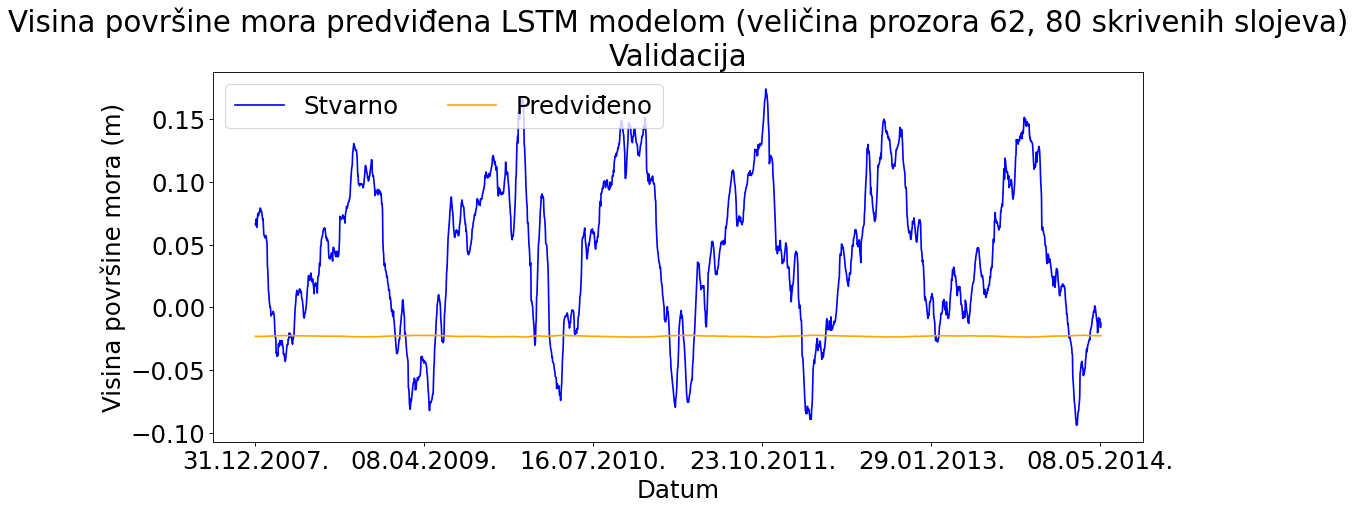 Visina površine mora predviđena LSTM modelom (veličina prozora 62, 80 skrivenih slojeva)
Validacija
Stvarno
Predviđeno
Visina površine mora (m)
0.15
0.10
0.05
0.00
−0.05
−0.10
31.12.2007.
08.04.2009.
16.07.2010.
23.10.2011.
29.01.2013.
08.05.2014.
Datum